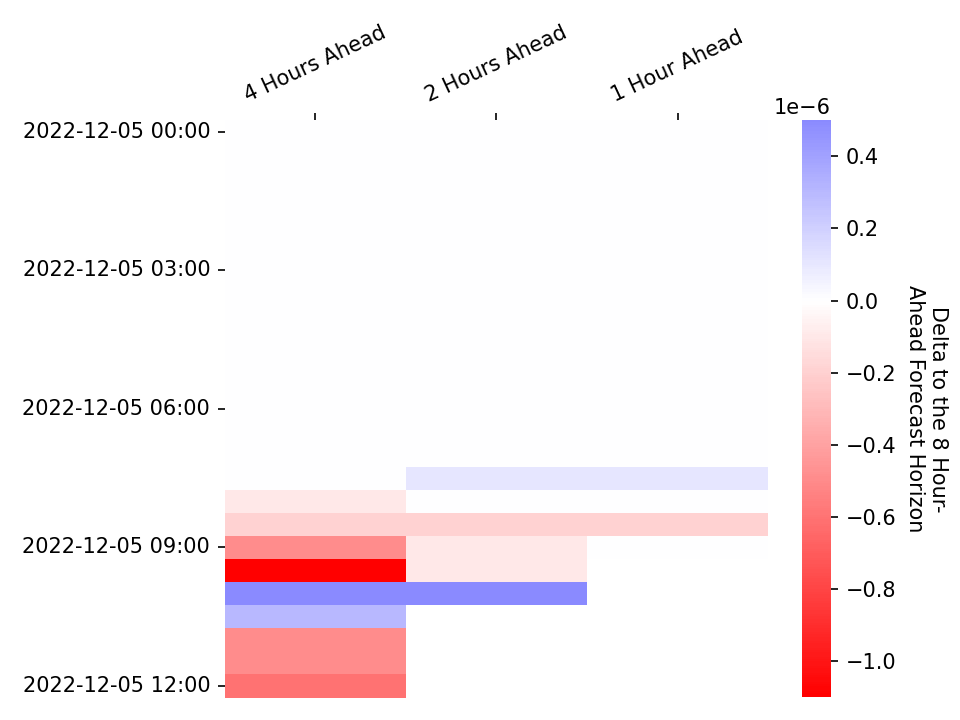 4 Hours Ahead
2 Hours Ahead
1 Hour Ahead
1e−6
2022-12-05 00:00
2022-12-05 03:00
2022-12-05 06:00
2022-12-05 09:00
2022-12-05 12:00
0.4
0.2
0.0
−0.2
−0.4
−0.6
−0.8
−1.0
Delta to the 8 Hour-
Ahead Forecast Horizon